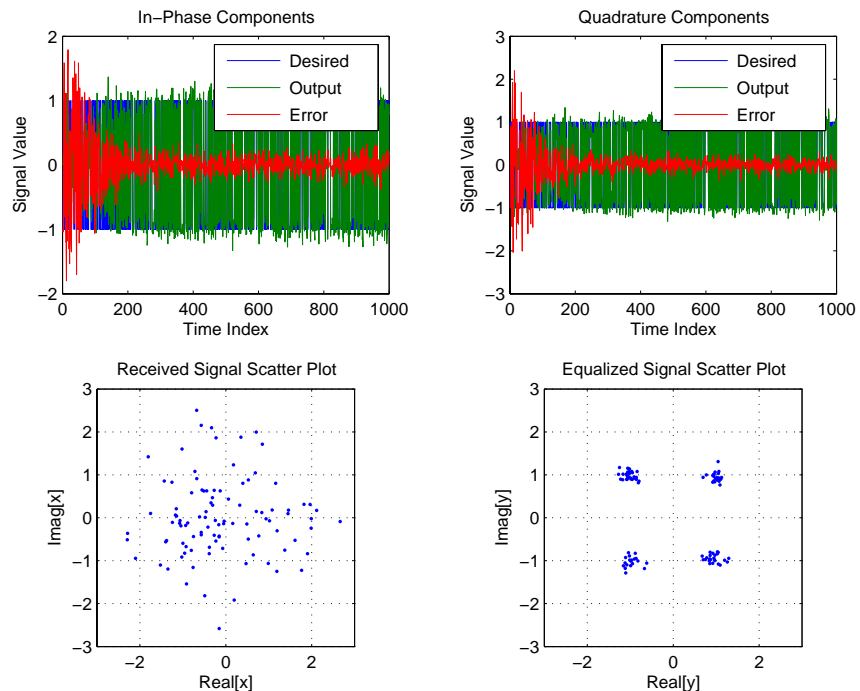 In−Phase Components
2
1
0
−1
−2
Signal Value
0 200 400 600 800 1000
Time Index
Desired
Output
Error
Quadrature Components
3
2
1
0
−1
−2
−3
Signal Value
0 200 400 600 800 1000
Time Index
Desired
Output
Error
Received Signal Scatter Plot
3
2
1
0
−1
−2
−3
Imag[x]
−2 0 2
Real[x]
Equalized Signal Scatter Plot
3
2
1
0
−1
−2
−3
Imag[y]
−2 0 2
Real[y]